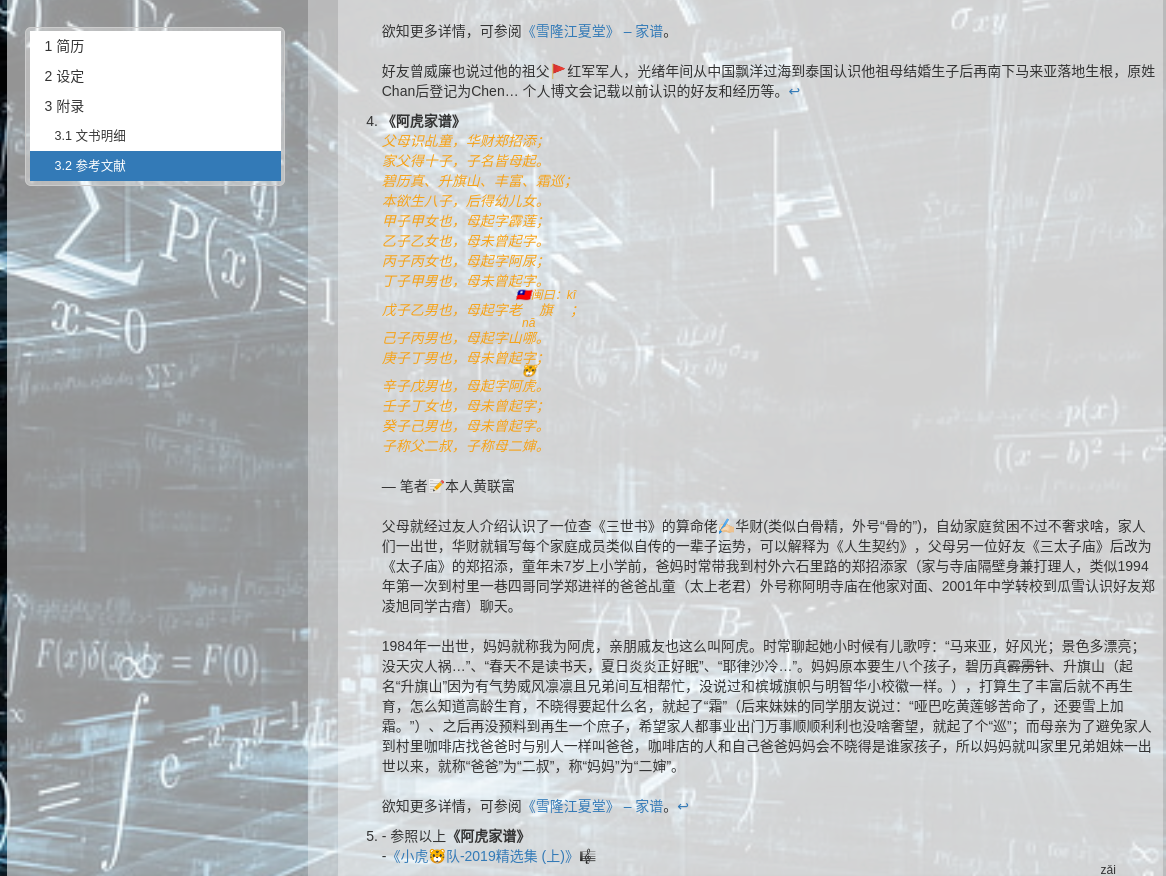 1 简历
2 设定
3 附录
3.1 文书明细
3.2 参考文献
欲知更多详情，可参阅《雪隆江夏堂》 – 家谱。
好友曾威廉也说过他的祖父🚩红军军人，光绪年间从中国飘洋过海到泰国认识他祖母结婚生子后再南下马来亚落地生根，原姓
Chan后登记为Chen… 个人博文会记载以前认识的好友和经历等。↩
4. 《阿虎家谱》
父母识乩童，华财郑招添；
家父得十子，子名皆母起。
碧历真、升旗山、丰富、霜巡；
本欲生八子，后得幼儿女。
甲子甲女也，母起字霹莲；
乙子乙女也，母未曾起字。
丙子丙女也，母起字阿尿；
丁子甲男也，母未曾起字。
🇹🇼闽曰：kî
戊子乙男也，母起字老旗；
nà
己子丙男也，母起字山哪。
庚子丁男也，母未曾起字；
🐯
辛子戊男也，母起字阿虎。
壬子丁女也，母未曾起字；
癸子己男也，母未曾起字。
子称父二叔，子称母二婶。
— 笔者📝本人黄联富
父母就经过友人介绍认识了一位查《三世书》的算命佬✍🏻华财(类似白骨精，外号“骨的”)，自幼家庭贫困不过不奢求啥，家人
们一出世，华财就辑写每个家庭成员类似自传的一辈子运势，可以解释为《人生契约》，父母另一位好友《三太子庙》后改为
《太子庙》的郑招添，童年未7岁上小学前，爸妈时常带我到村外六石里路的郑招添家（家与寺庙隔壁身兼打理人，类似1994
年第一次到村里一巷四哥同学郑进祥的爸爸乩童（太上老君）外号称阿明寺庙在他家对面、2001年中学转校到瓜雪认识好友郑
凌旭同学古瘄）聊天。
1984年一出世，妈妈就称我为阿虎，亲朋戚友也这么叫阿虎。时常聊起她小时候有儿歌哼：“马来亚，好风光；景色多漂亮；
没天灾人祸…”、“春天不是读书天，夏日炎炎正好眠”、“耶律沙冷…”。妈妈原本要生八个孩子，碧历真霹雳针、升旗山（起
名“升旗山”因为有气势威风凛凛且兄弟间互相帮忙，没说过和槟城旗帜与明智华小校徽一样。），打算生了丰富后就不再生
育，怎么知道高龄生育，不晓得要起什么名，就起了“霜”（后来妹妹的同学朋友说过：“哑巴吃黄莲够苦命了，还要雪上加
霜。”）、之后再没预料到再生一个庶子，希望家人都事业出门万事顺顺利利也没啥奢望，就起了个“巡”；而母亲为了避免家人
到村里咖啡店找爸爸时与别人一样叫爸爸，咖啡店的人和自己爸爸妈妈会不晓得是谁家孩子，所以妈妈就叫家里兄弟姐妹一出
世以来，就称“爸爸”为“二叔”，称“妈妈”为“二婶”。
欲知更多详情，可参阅《雪隆江夏堂》 – 家谱。↩
5. - 参照以上《阿虎家谱》
-《小虎🐯队-2019精选集 (上)》🎼
zǎi